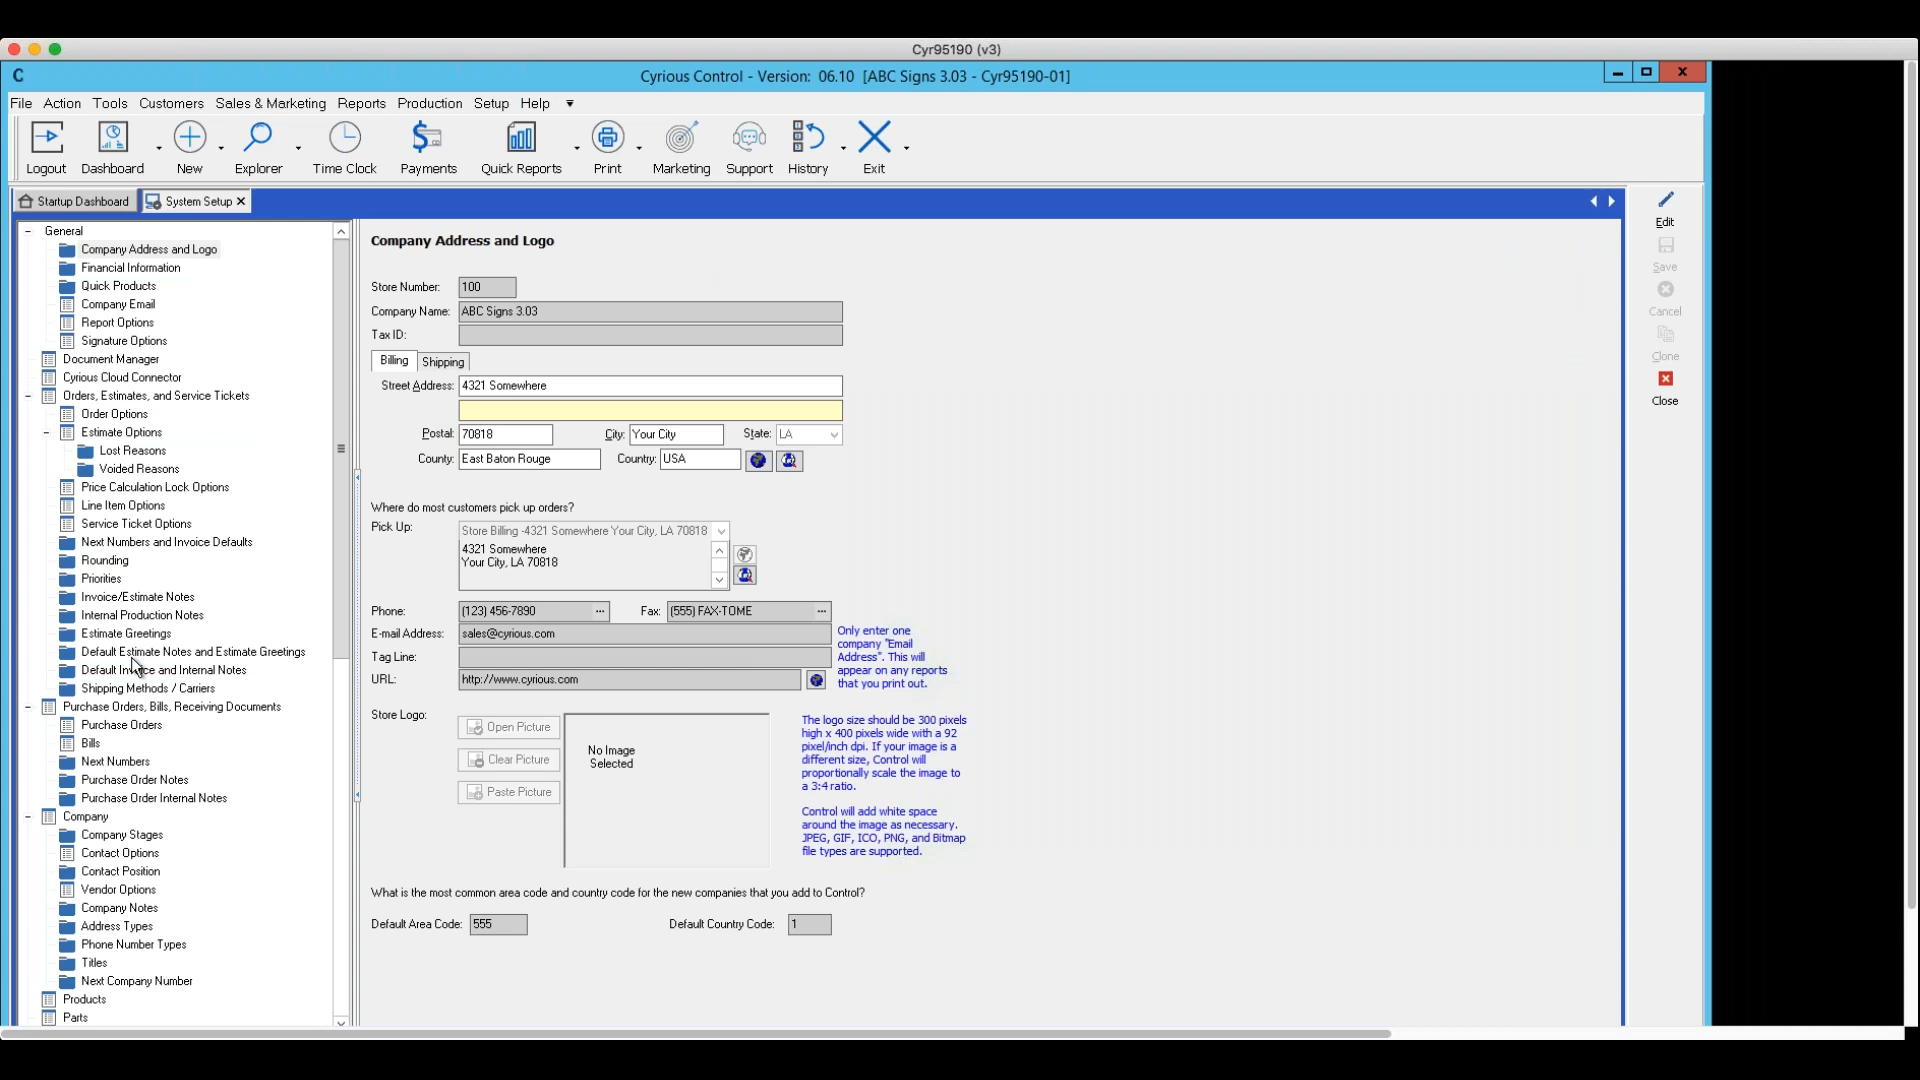 Cyr95190 (v3)
C
Cyrious Control - Version: 06.10 [ABC Signs 3.03 - Cyr95190-01]
File Action Tools Customers Sales & Marketing Reports Production Setup Help
Logout Dashboard New Explorer Time Clock Payments Quick Reports Print Marketing Support History Exit
Startup Dashboard System Setup
General
Company Address and Logo
Financial Information
Quick Products
Company Email
Report Options
Signature Options
Document Manager
Cyrious Cloud Connector
Orders, Estimates, and Service Tickets
Order Options
Estimate Options
Lost Reasons
Voided Reasons
Price Calculation Lock Options
Line Item Options
Service Ticket Options
Next Numbers and Invoice Defaults
Rounding
Priorities
Invoice/Estimate Notes
Internal Production Notes
Estimate Greetings
Default Estimate Notes and Estimate Greetings
Default Invoice and Internal Notes
Shipping Methods / Carriers
Purchase Orders, Bills, Receiving Documents
Purchase Orders
Bills
Next Numbers
Purchase Order Notes
Purchase Order Internal Notes
Company
Company Stages
Contact Options
Contact Position
Vendor Options
Company Notes
Address Types
Phone Number Types
Titles
Next Company Number
Products
Parts
Company Address and Logo
Store Number: 100
Company Name: ABC Signs 3.03
Tax ID:
Billing Shipping
Street Address: 4321 Somewhere
Postal: 70818 City: Your City State: LA
County: East Baton Rouge Country: USA
Where do most customers pick up orders?
Pick Up: Store Billing -4321 Somewhere Your City, LA 70818
4321 Somewhere
Your City, LA 70818
Phone: (123) 456-7890 ... Fax: (555) FAX-TOME ...
E-mail Address: sales@cyrious.com
Tag Line:
URL: http://www.cyrious.com
Only enter one
company "Email
Address". This will
appear on any reports
that you print out.
Store Logo:
Open Picture
Clear Picture
Paste Picture
No Image
Selected
The logo size should be 300 pixels
high x 400 pixels wide with a 92
pixel/inch dpi. If your image is a
different size, Control will
proportionally scale the image to
a 3:4 ratio.
Control will add white space
around the image as necessary.
JPEG, GIF, ICO, PNG, and Bitmap
file types are supported.
What is the most common area code and country code for the new companies that you add to Control?
Default Area Code: 555 Default Country Code: 1
Edit
Save
Cancel
Clone
Close